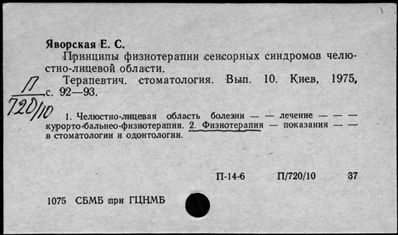 Яворская Е. С.
Принципы физиотерапии сенсорных синдромов челю-
стно-лицевой области.
Терапевтич. стоматология. Вып. 10. Киев, 1975,
с. 92—93.
П
720/10
1. Челюстно-лицевая область болезни — — лечение — — —
курорто-бальнео-физиотерапия. 2. Физиотерапия — показания — —
в стоматологии и одонтологии.
П-14-6 П/720/10 37
1075 СБМБ при ГЦНМБ